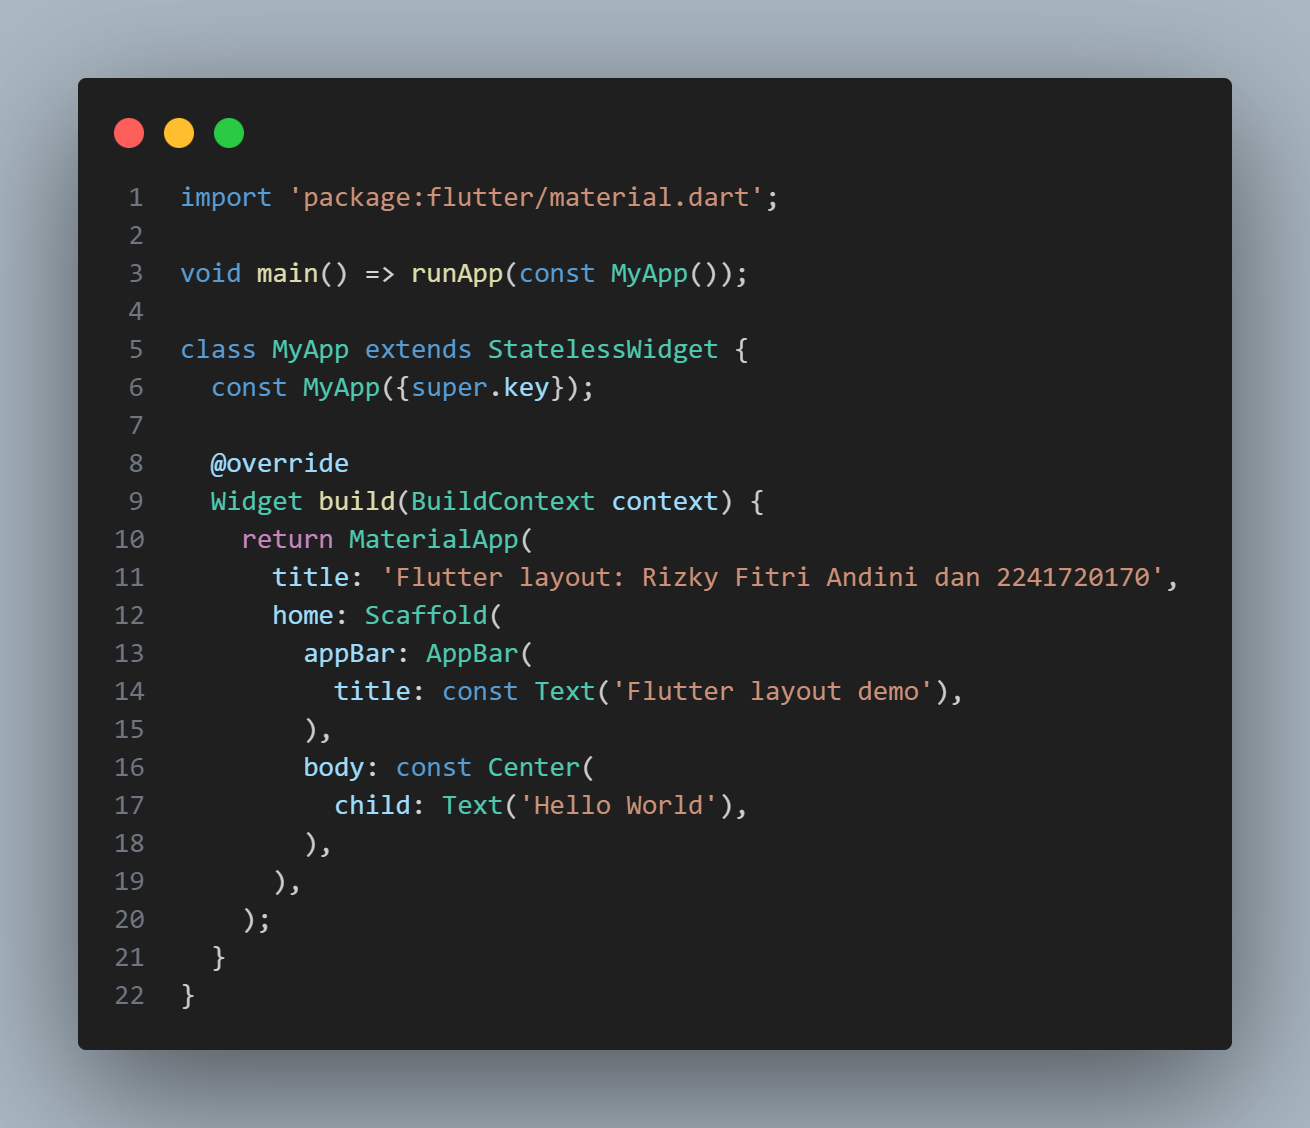 1 import 'package:flutter/material.dart';
2
3 void main() => runApp(const MyApp());
4
5 class MyApp extends StatelessWidget {
6   const MyApp({super.key});
7
8   @override
9   Widget build(BuildContext context) {
10     return MaterialApp(
11       title: 'Flutter layout: Rizky Fitri Andini dan 2241720170',
12       home: Scaffold(
13         appBar: AppBar(
14           title: const Text('Flutter layout demo'),
15         ),
16         body: const Center(
17           child: Text('Hello World'),
18         ),
19       ),
20     );
21   }
22 }